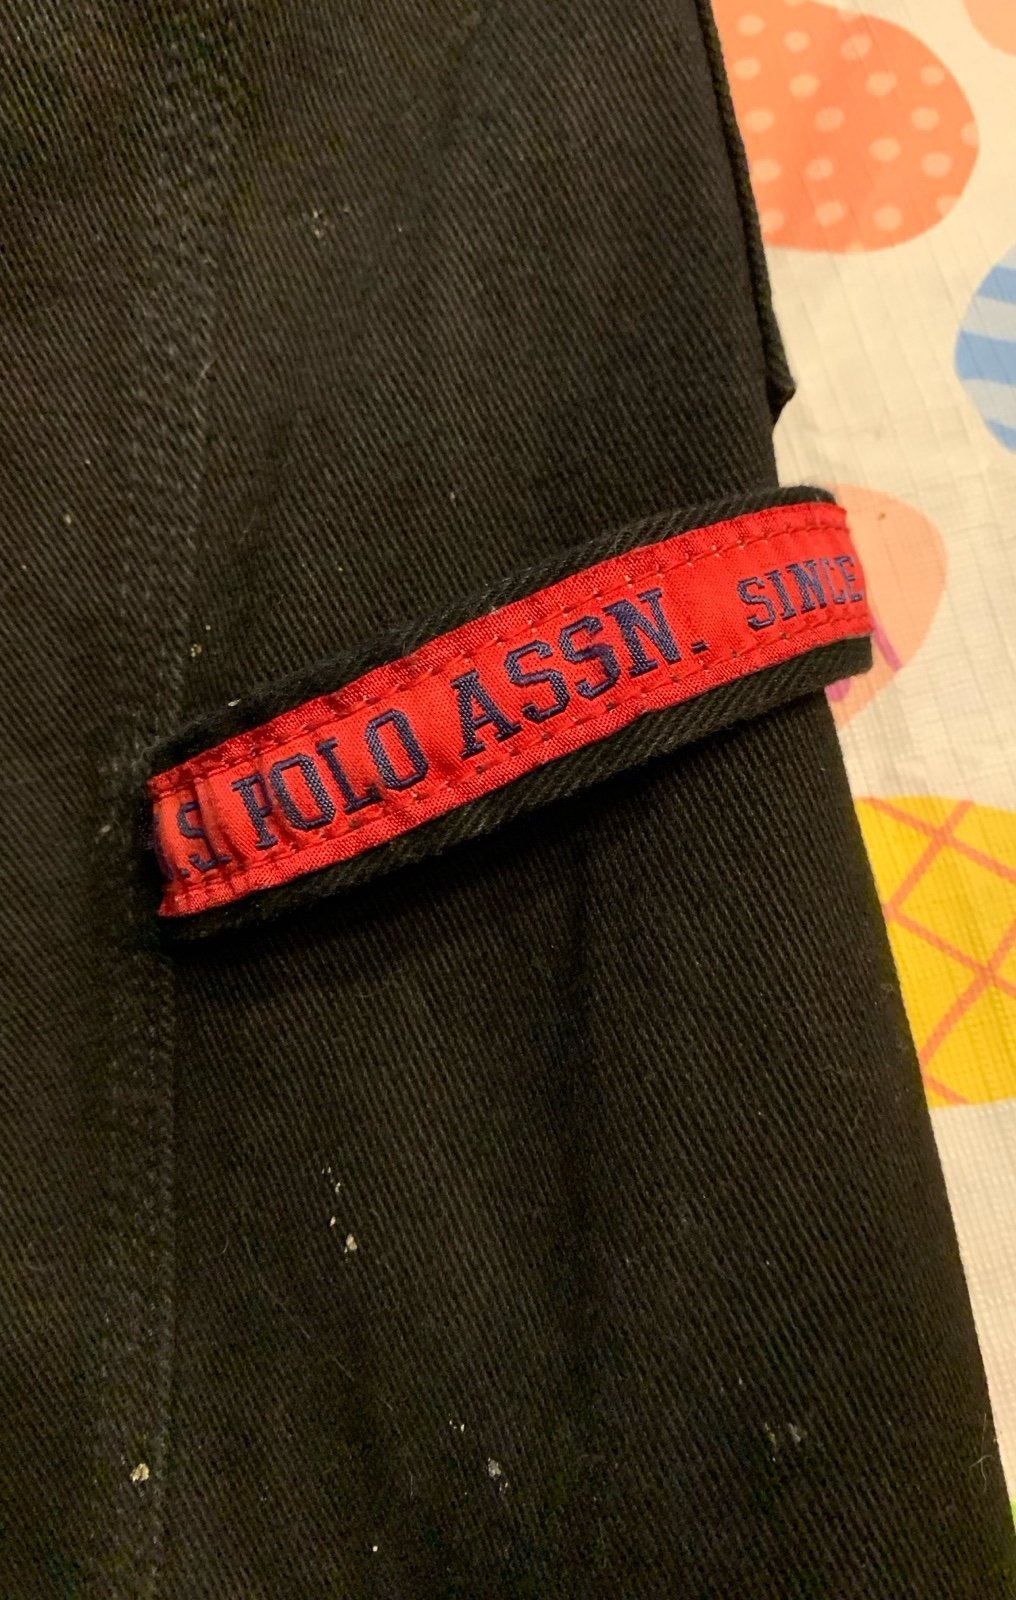 .S POLO ASSN. SINCE